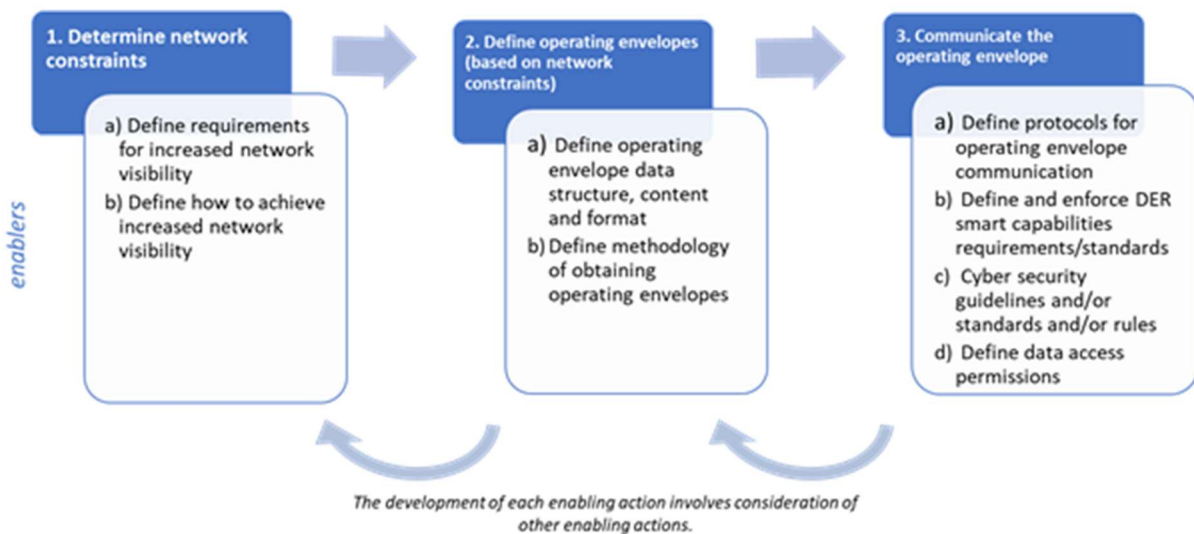 1. Determine network
constraints
a) Define requirements
for increased network
visibility
b) Define how to achieve
increased network
visibility
2. Define operating envelopes
(based on network
constraints)
a) Define operating
envelope data
structure, content
and format
b) Define methodology
of obtaining
operating envelopes
3. Communicate the
operating envelope
a) Define protocols for
operating envelope
communication
b) Define and enforce DER
smart capabilities
requirements/standards
c) Cyber security
guidelines and/or
standards and/or rules
d) Define data access
permissions
enablers
The development of each enabling action involves consideration of
other enabling actions.